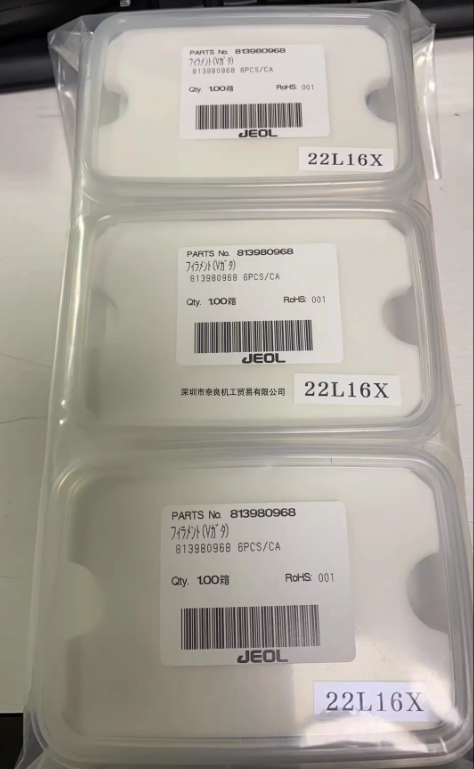 PARTS No. 813980968
フィラメント(Vガタ)
813980968 6PCS/CA
Qty. 1.00箱 RoHS: 001
JEOL
22L16X
PARTS No. 813980968
フィラメント(Vガタ)
813980968 6PCS/CA
Qty. 1.00箱 RoHS: 001
JEOL
深圳市奈良机工贸易有限公司
22L16X
PARTS No. 813980968
フィラメント(Vガタ)
813980968 6PCS/CA
Qty. 1.00箱 RoHS: 001
JEOL
22L16X